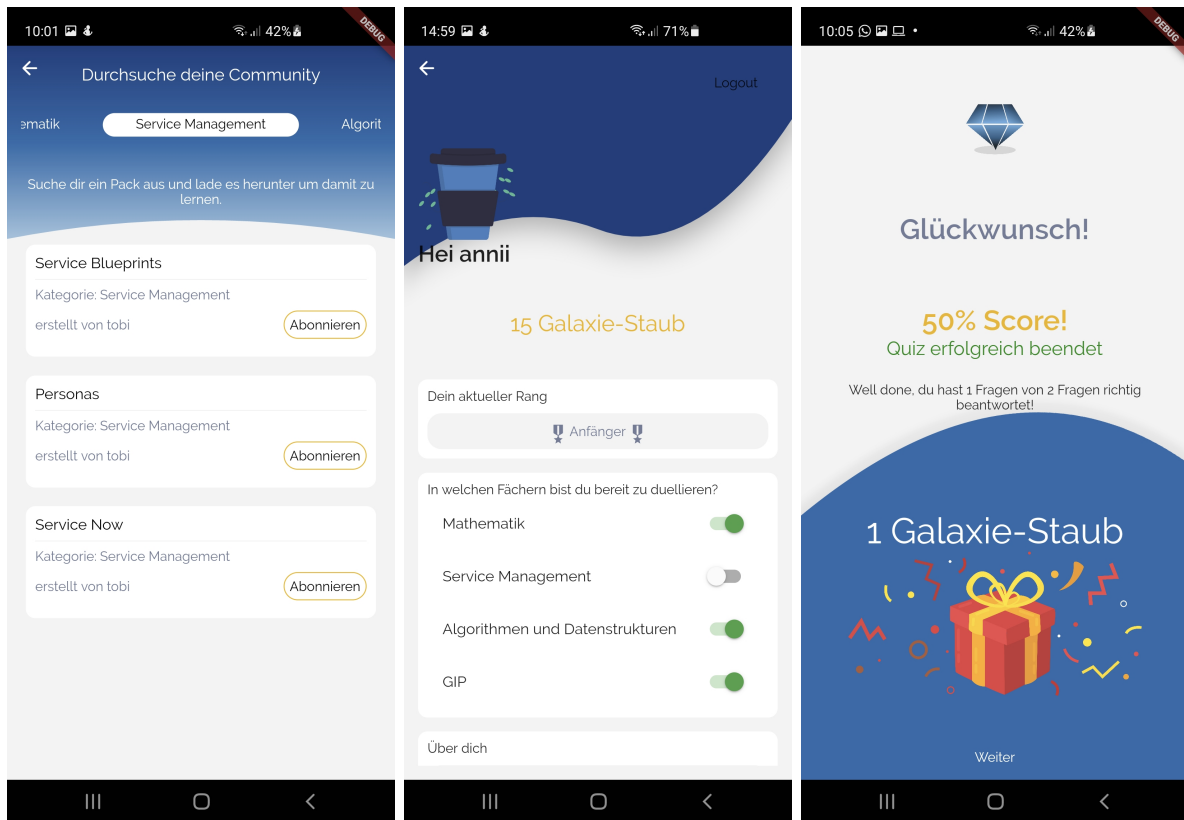 10:01 42%
DEBUG
Durchsuche deine Community
ematik Service Management Algorit
Suche dir ein Pack aus und lade es herunter um damit zu
lernen.
Service Blueprints
Kategorie: Service Management
erstellt von tobi Abonnieren
Personas
Kategorie: Service Management
erstellt von tobi Abonnieren
Service Now
Kategorie: Service Management
erstellt von tobi Abonnieren
14:59 71%
Logout
Hei annii
15 Galaxie-Staub
Dein aktueller Rang
Anfänger
In welchen Fächern bist du bereit zu duellieren?
Mathematik
Service Management
Algorithmen und Datenstrukturen
GIP
Über dich
10:05 42%
DEBUG
Glückwunsch!
50% Score!
Quiz erfolgreich beendet
Well done, du hast 1 Fragen von 2 Fragen richtig
beantwortet!
1 Galaxie-Staub
Weiter